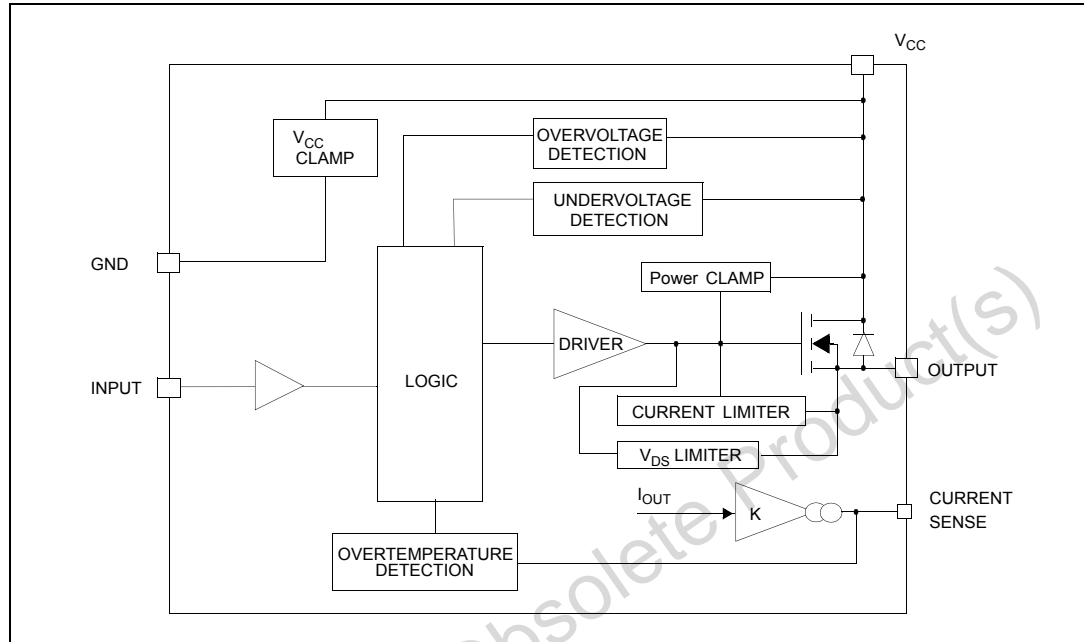 VCC
VCC
CLAMP
OVERVOLTAGE
DETECTION
UNDERVOLTAGE
DETECTION
GND
Power CLAMP
DRIVER
OUTPUT
INPUT
LOGIC
CURRENT LIMITER
VDS LIMITER
IOUT
K
CURRENT
SENSE
OVERTEMPERATURE
DETECTION
Obsolete Product(s)